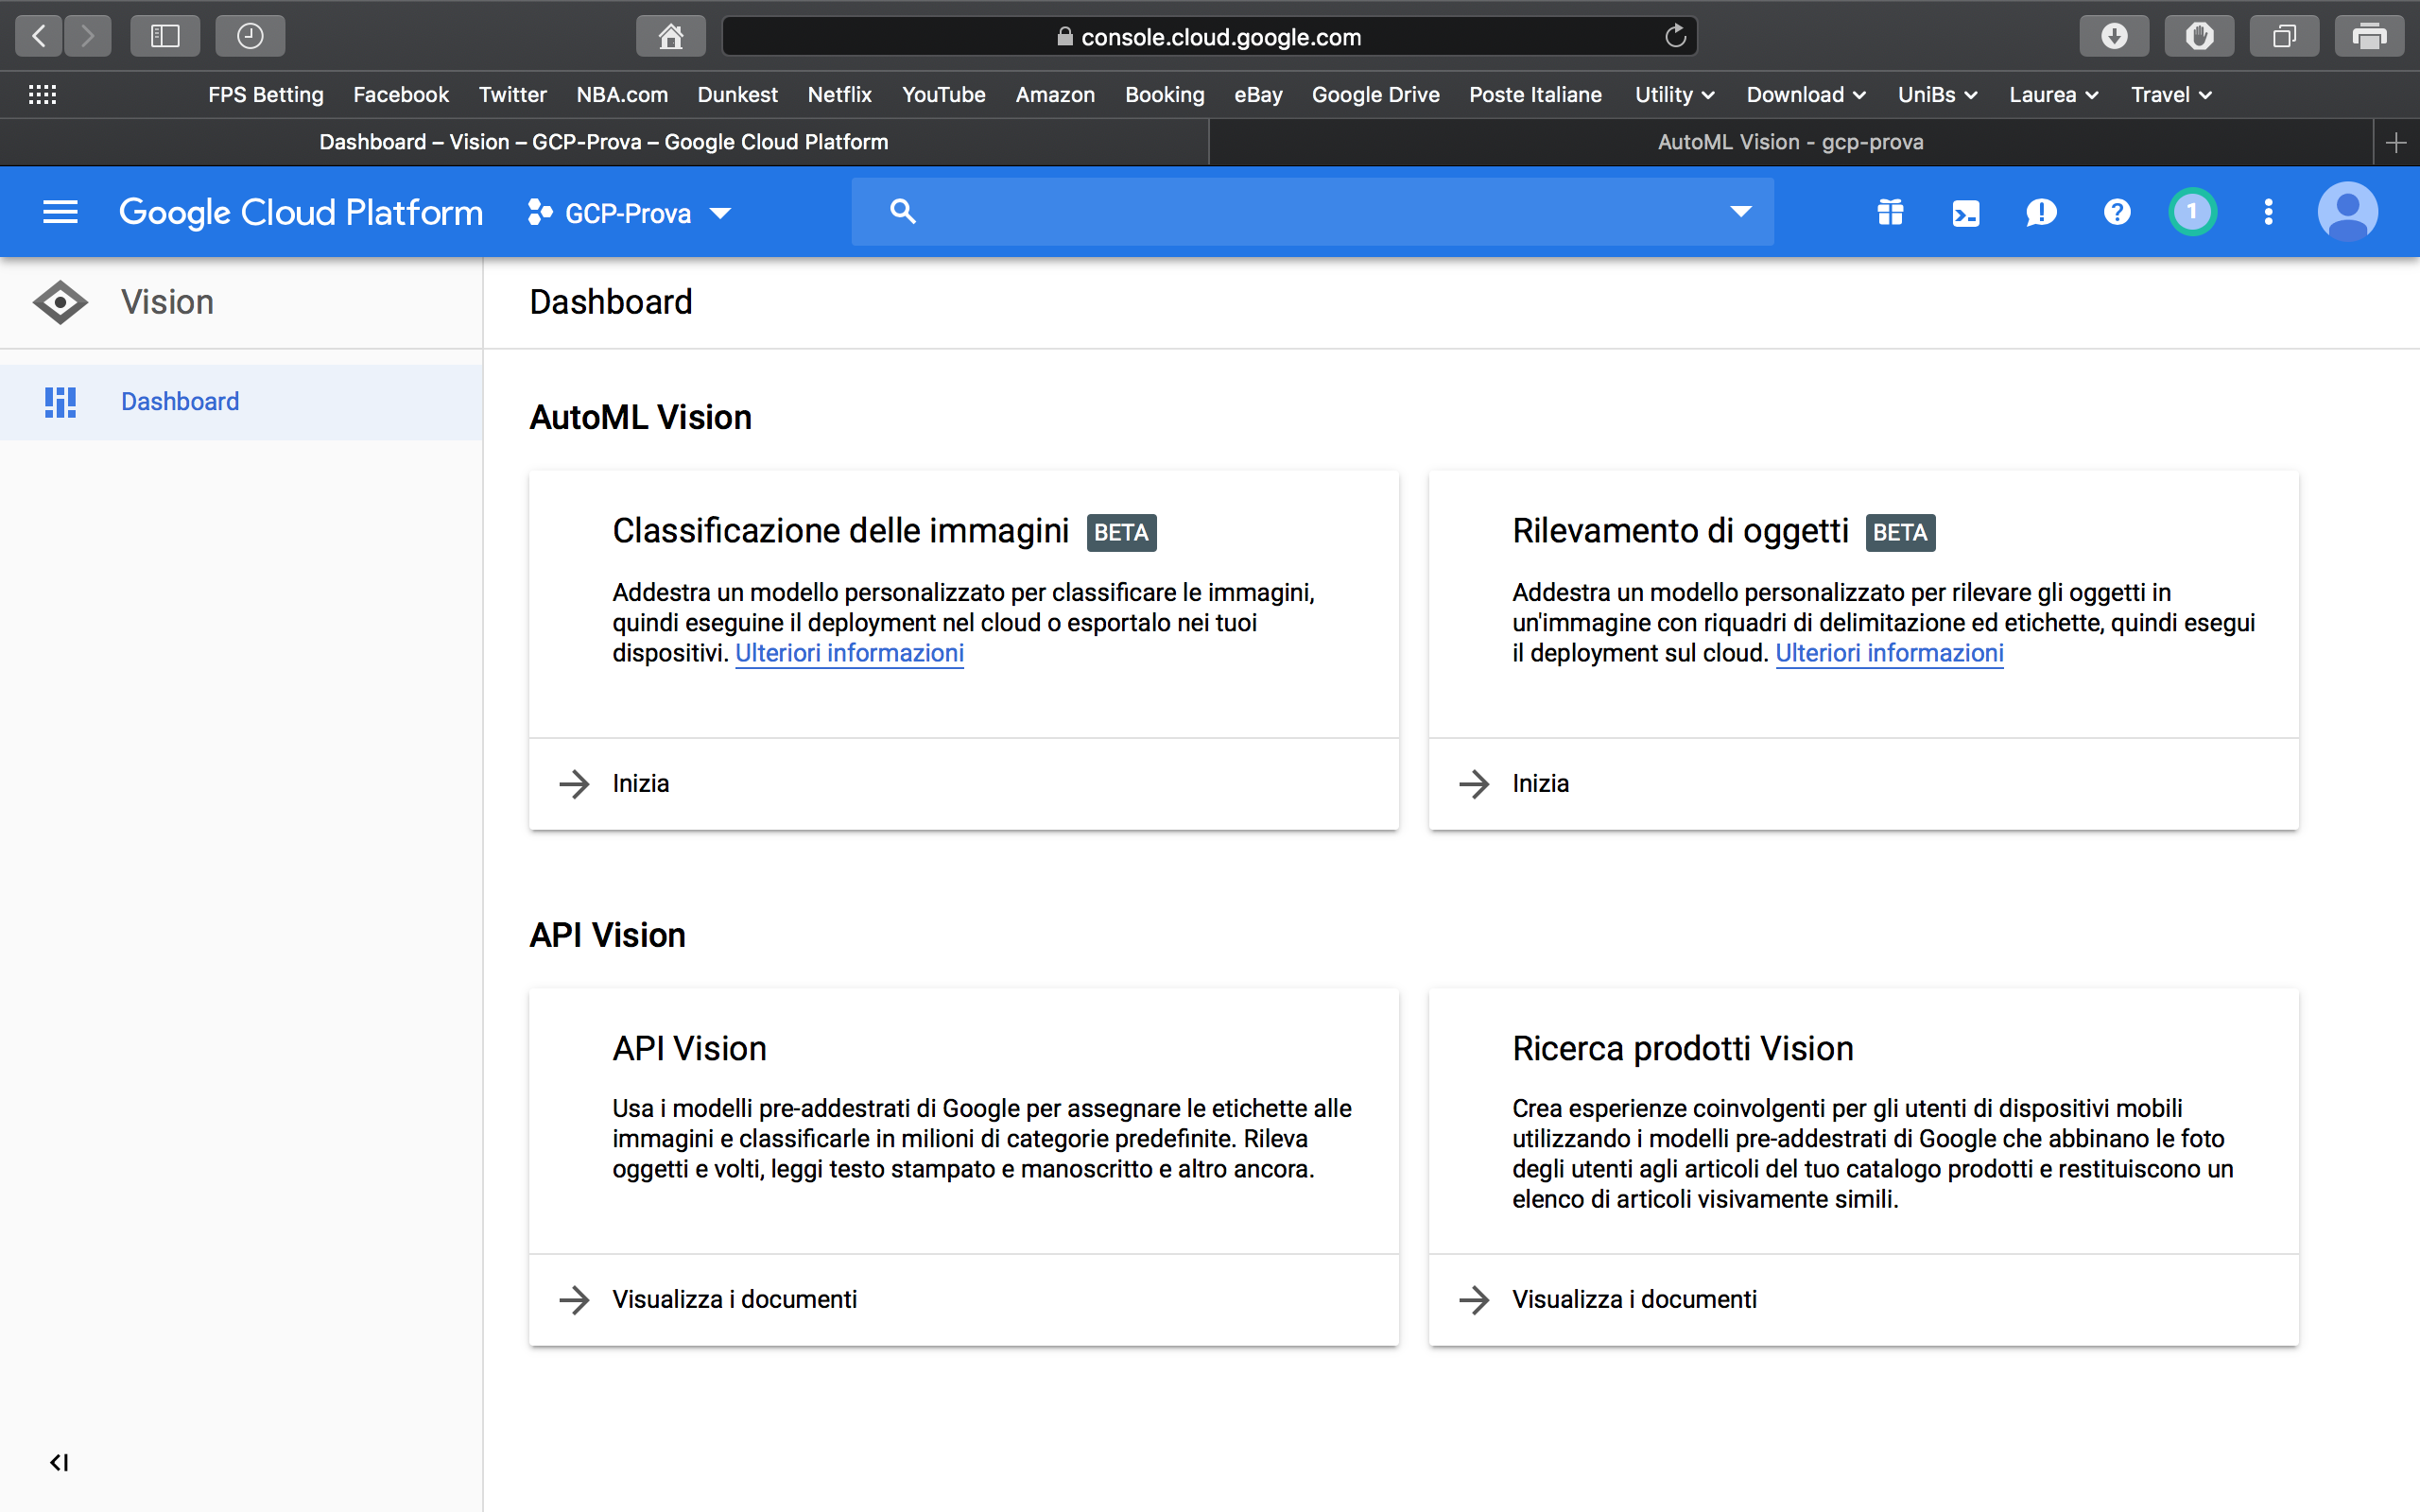 console.cloud.google.com
FPS Betting Facebook Twitter NBA.com Dunkest Netflix YouTube Amazon Booking eBay Google Drive Poste Italiane Utility Download UniBs Laurea Travel
Dashboard – Vision – GCP-Prova – Google Cloud Platform
AutoML Vision - gcp-prova
Google Cloud Platform
GCP-Prova
1
Vision
Dashboard
Dashboard
AutoML Vision
Classificazione delle immagini BETA
Addestra un modello personalizzato per classificare le immagini,
quindi eseguine il deployment nel cloud o esportalo nei tuoi
dispositivi. Ulteriori informazioni
Inizia
Rilevamento di oggetti BETA
Addestra un modello personalizzato per rilevare gli oggetti in
un'immagine con riquadri di delimitazione ed etichette, quindi esegui
il deployment sul cloud. Ulteriori informazioni
Inizia
API Vision
API Vision
Usa i modelli pre-addestrati di Google per assegnare le etichette alle
immagini e classificarle in milioni di categorie predefinite. Rileva
oggetti e volti, leggi testo stampato e manoscritto e altro ancora.
Visualizza i documenti
Ricerca prodotti Vision
Crea esperienze coinvolgenti per gli utenti di dispositivi mobili
utilizzando i modelli pre-addestrati di Google che abbinano le foto
degli utenti agli articoli del tuo catalogo prodotti e restituiscono un
elenco di articoli visivamente simili.
Visualizza i documenti